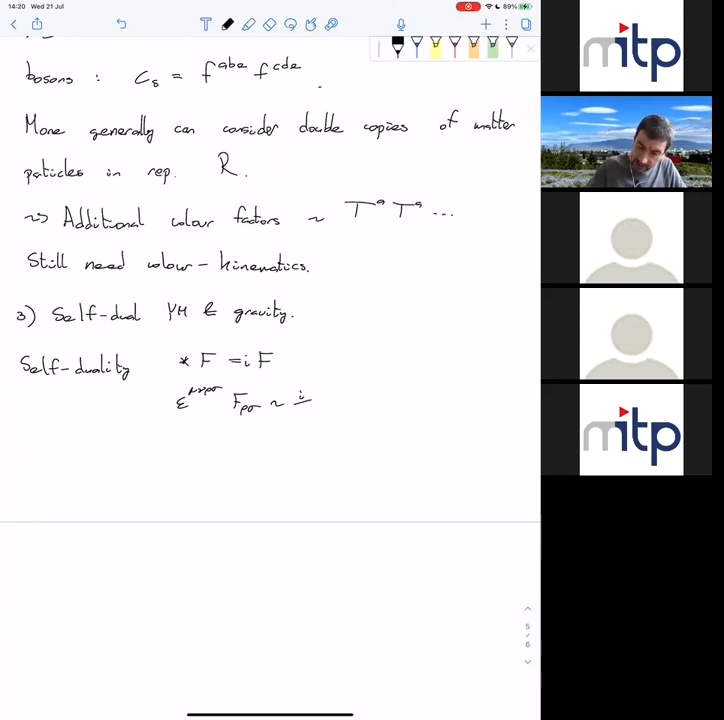 14:20 Wed 21 Jul
89%
bosons : C_s = f^{abe} f^{cde}.
More generally can consider double copies of matter
particles in rep. R.
~> Additional colour factors ~ T^a T^a ...
Still need colour-kinematics.
3) Self-dual YM & gravity.
Self-duality * F = i F
ε^{μνρσ} F_{ρσ} ~ i
5
/
6
mitp
mitp